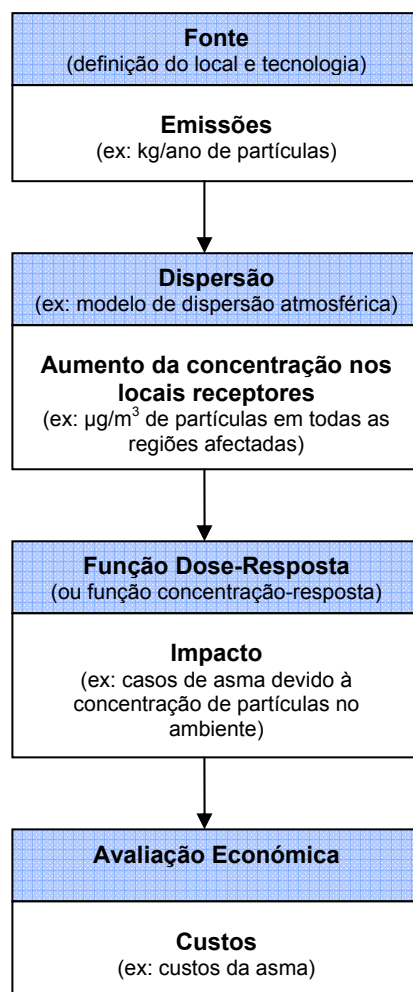 Fonte
(definição do local e tecnologia)
Emissões
(ex: kg/ano de partículas)
Dispersão
(ex: modelo de dispersão atmosférica)
Aumento da concentração nos
locais receptores
(ex: µg/m³ de partículas em todas as
regiões afectadas)
Função Dose-Resposta
(ou função concentração-resposta)
Impacto
(ex: casos de asma devido à
concentração de partículas no
ambiente)
Avaliação Económica
Custos
(ex: custos da asma)